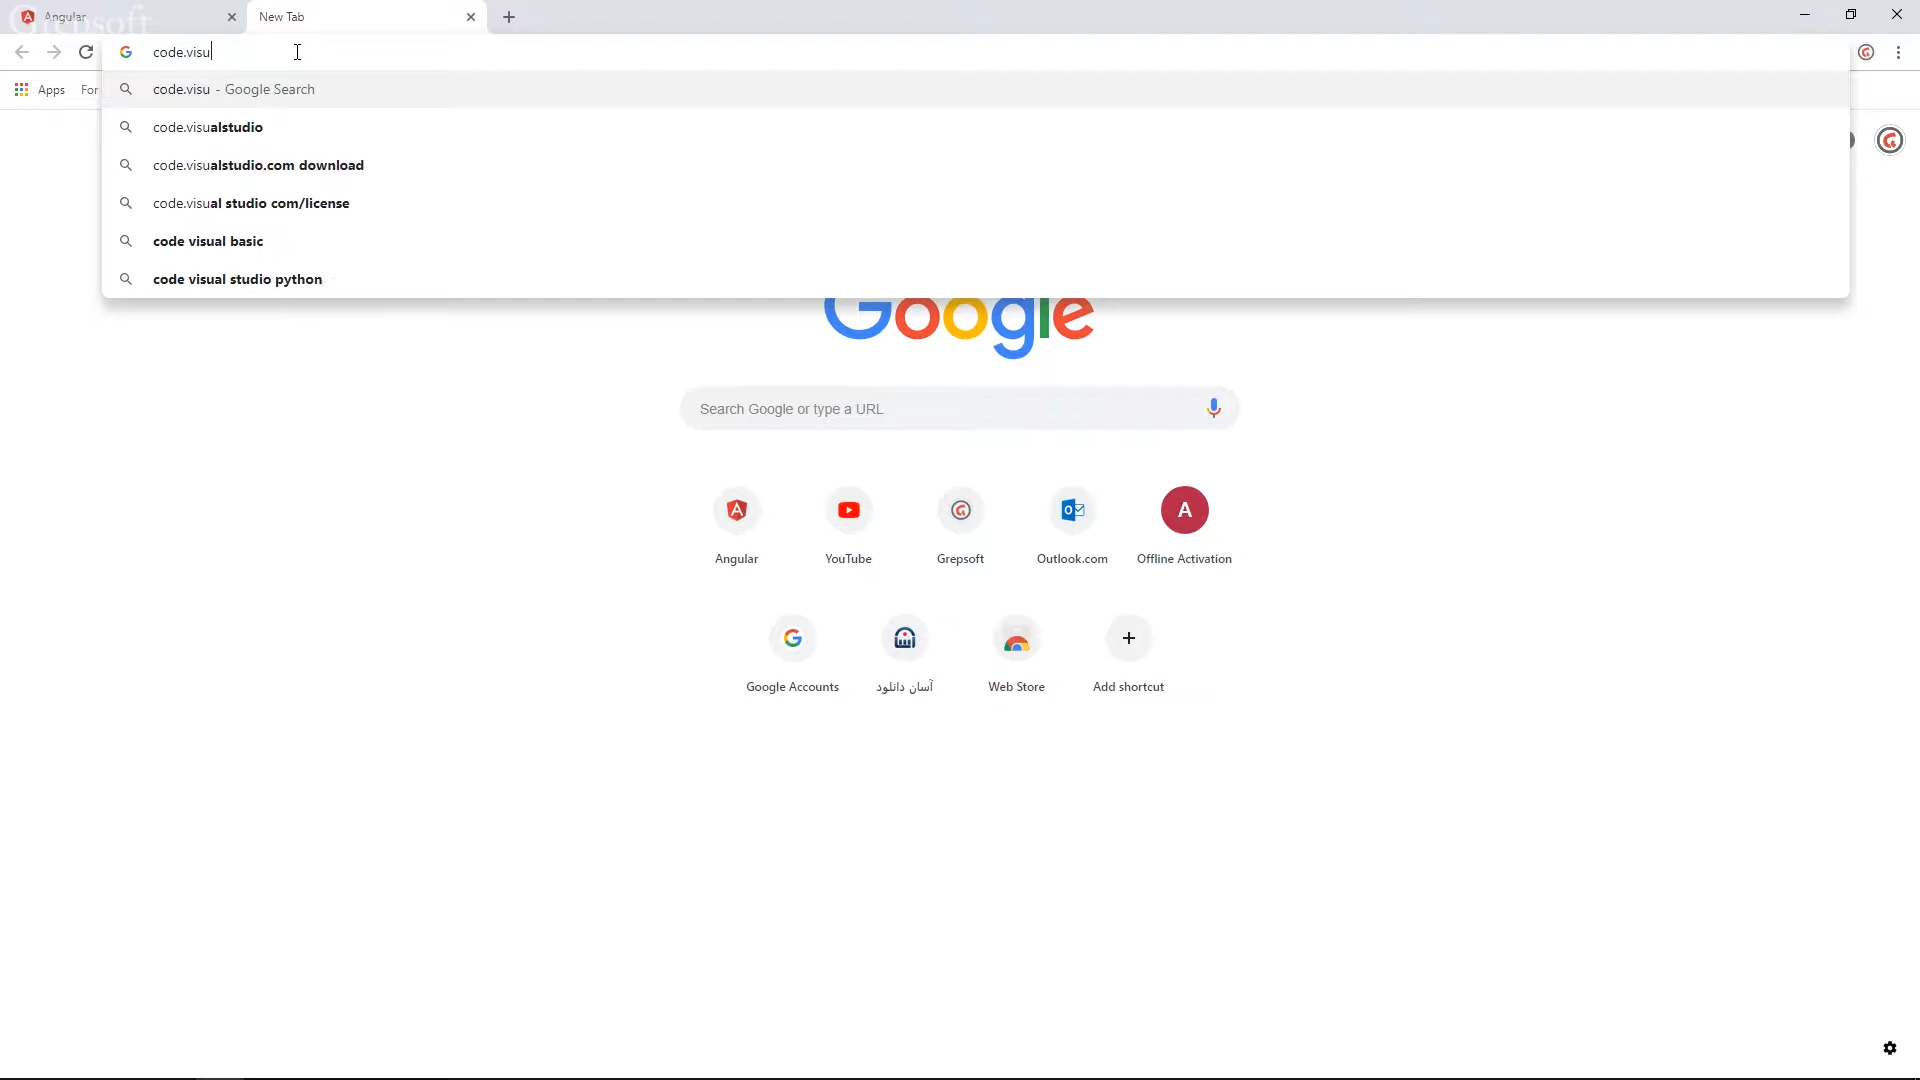 Grepsoft
Angular
New Tab
code.visu
Apps
For
code.visu - Google Search
code.visualstudio
code.visualstudio.com download
code.visual studio com/license
code visual basic
code visual studio python
Google
Search Google or type a URL
A
Angular
YouTube
Grepsoft
Outlook.com
Offline Activation
Google Accounts
آسان دانلود
Web Store
Add shortcut